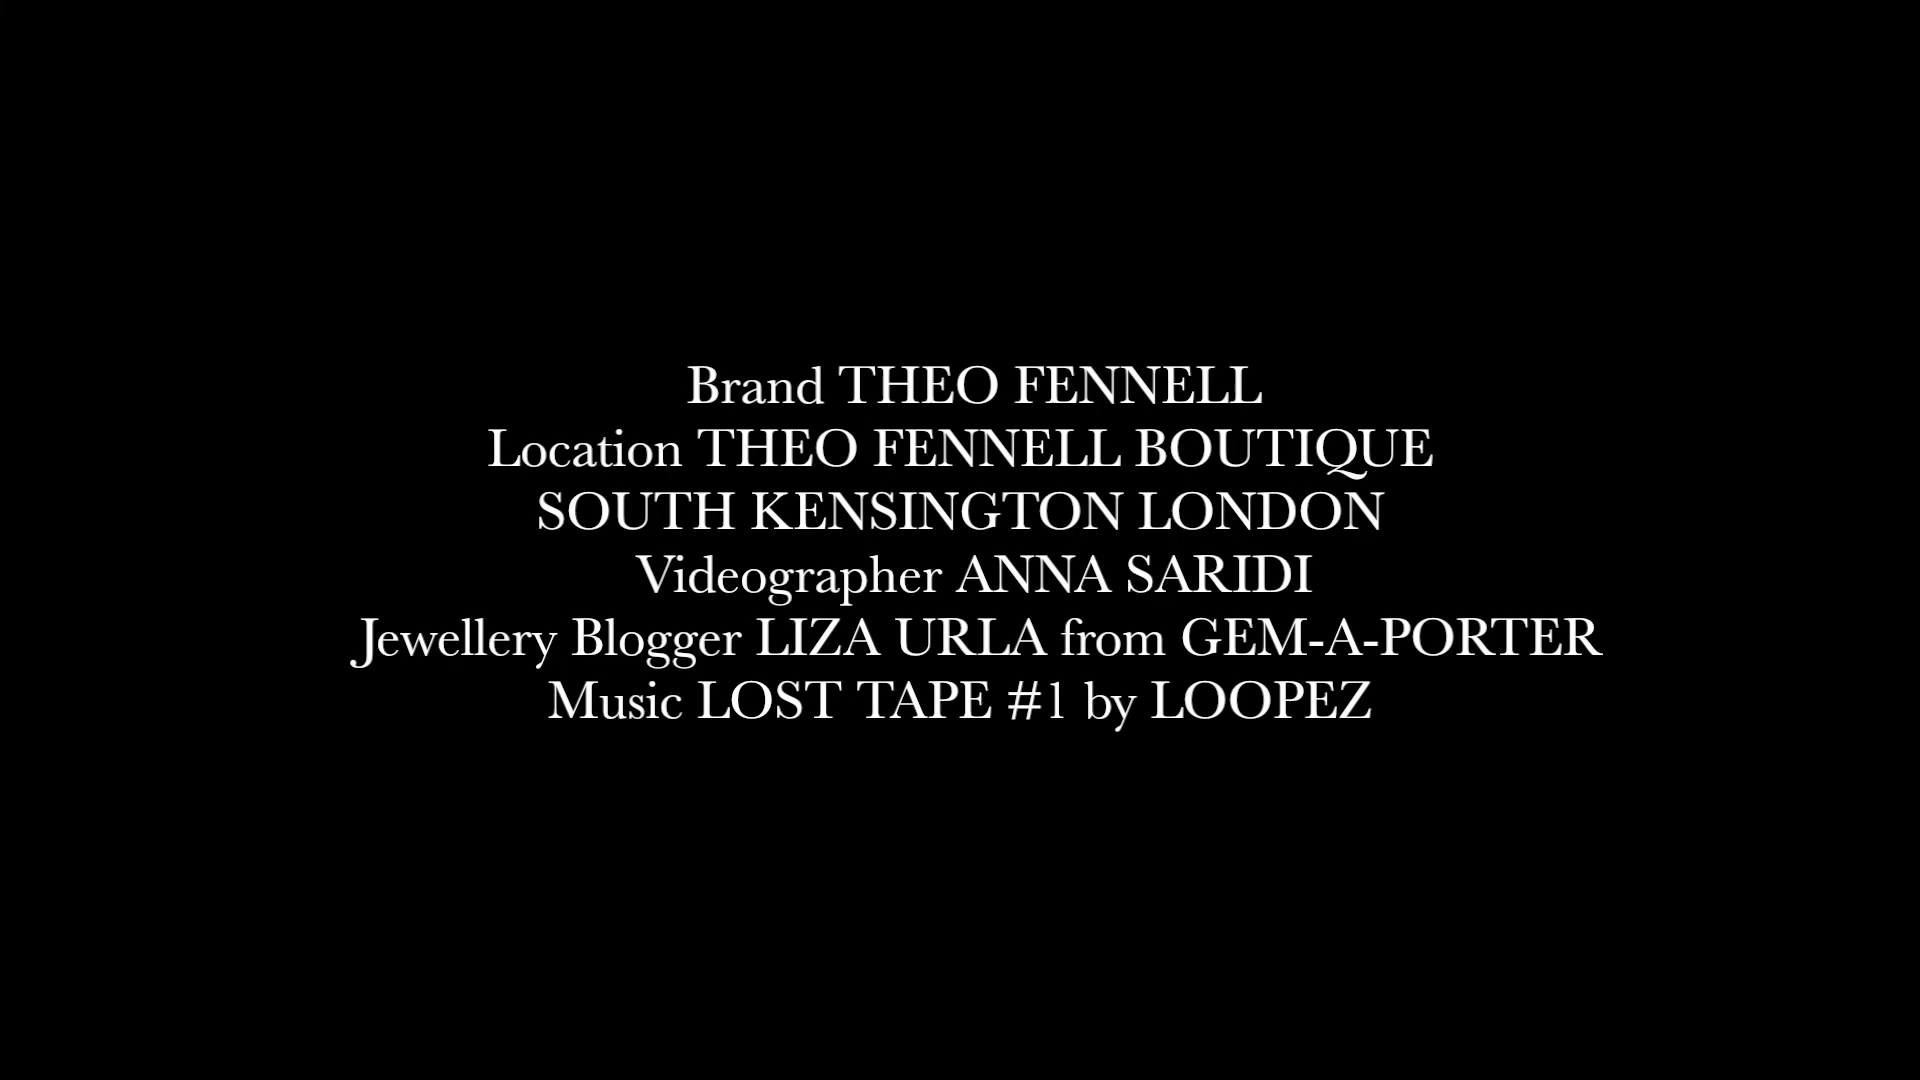 Brand THEO FENNELL
Location THEO FENNELL BOUTIQUE
SOUTH KENSINGTON LONDON
Videographer ANNA SARIDI
Jewellery Blogger LIZA URLA from GEM-A-PORTER
Music LOST TAPE #1 by LOOPEZ